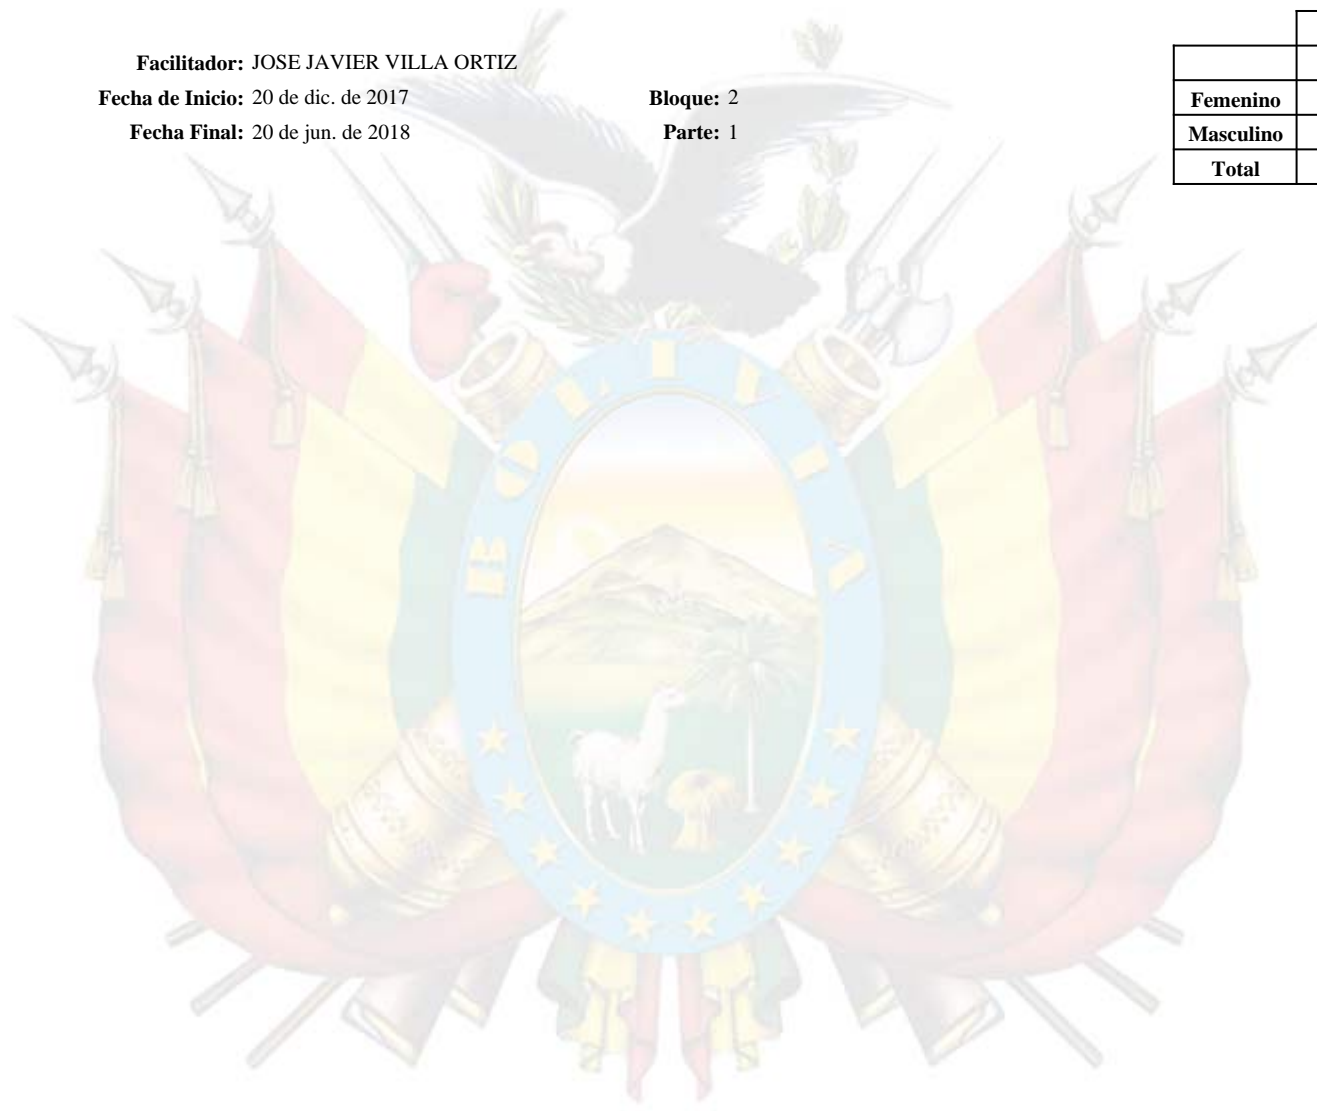 Facilitador: JOSE JAVIER VILLA ORTIZ
Fecha de Inicio: 20 de dic. de 2017 Bloque: 2
Fecha Final: 20 de jun. de 2018 Parte: 1
Femenino
Masculino
Total
BOLIVIA